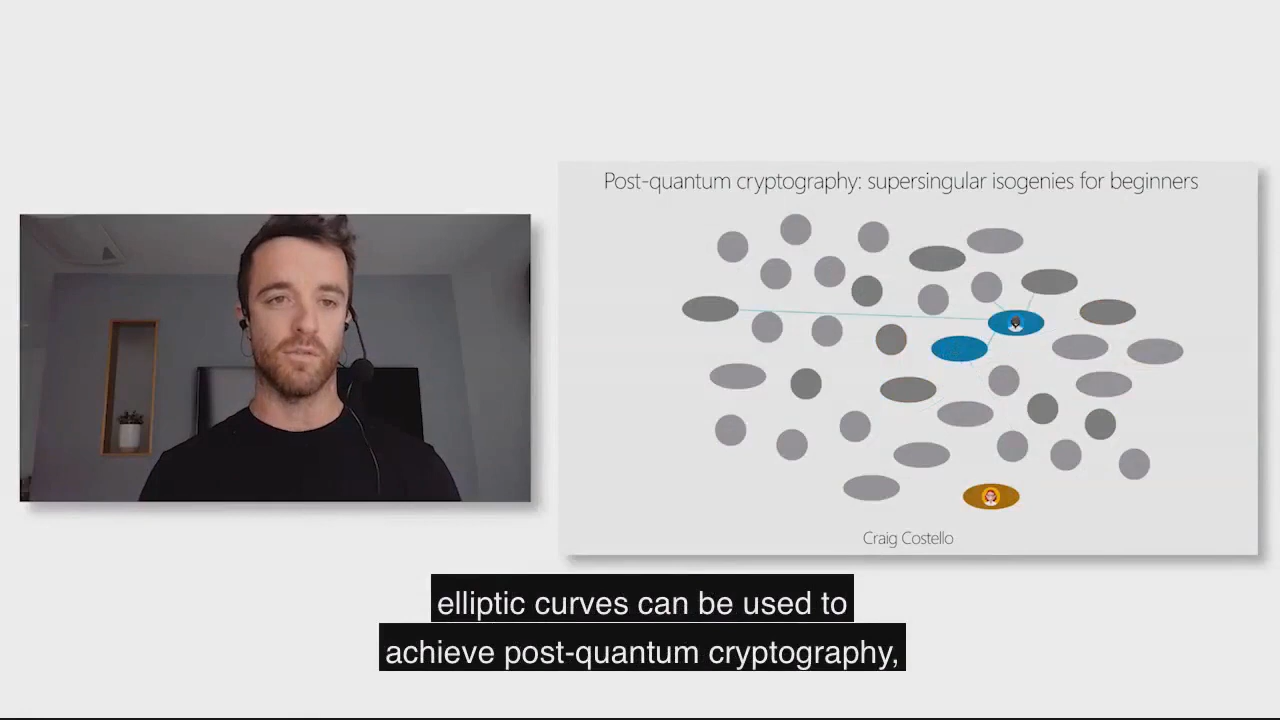 Post-quantum cryptography: supersingular isogenies for beginners
Craig Costello
elliptic curves can be used to
achieve post-quantum cryptography,